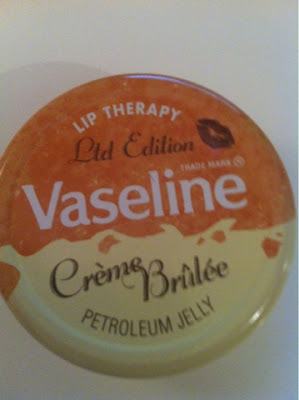 LIP THERAPY
Ltd Edition
TRADE MARK ®
Vaseline
Crème Brûlée
PETROLEUM JELLY